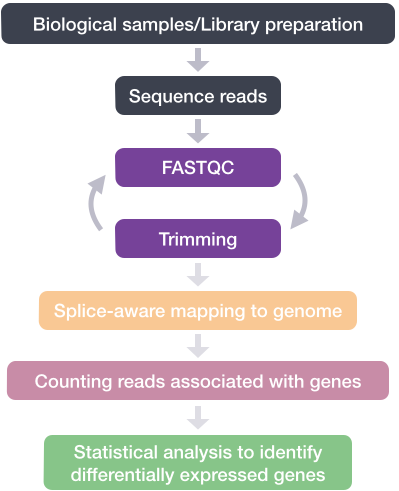 Biological samples/Library preparation
Sequence reads
FASTQC
Trimming
Splice-aware mapping to genome
Counting reads associated with genes
Statistical analysis to identify
differentially expressed genes